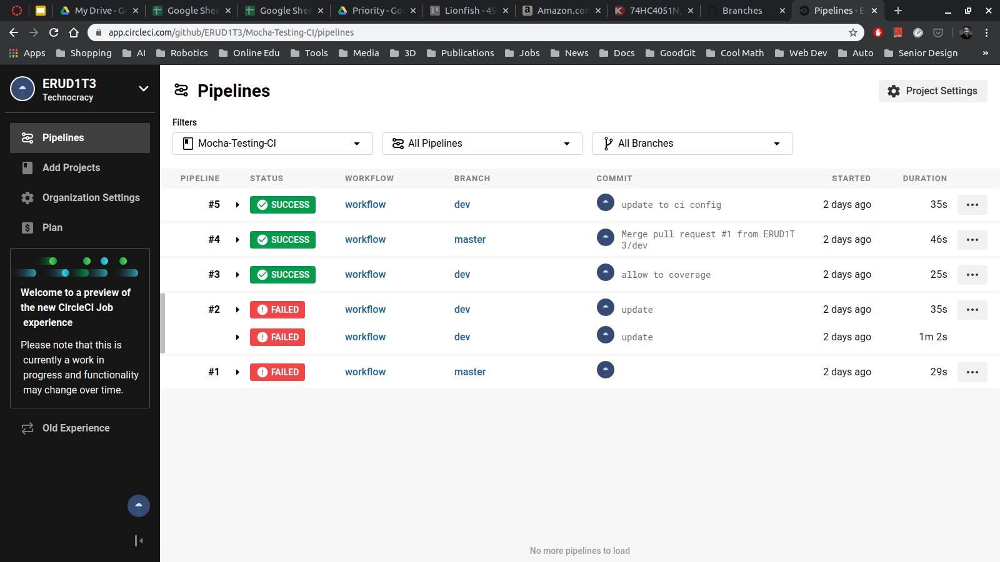 My Drive - Go
Google Shee
Google Shee
Priority - Goo
Lionfish - 45
Amazon.con
74HC4051N,
Branches
Pipelines - E
app.circleci.com/github/ERUD1T3/Mocha-Testing-CI/pipelines
Apps
Shopping
AI
Robotics
Online Edu
Tools
Media
3D
Publications
Jobs
News
Docs
GoodGit
Cool Math
Web Dev
Auto
Senior Design
»
ERUD1T3
Technocracy
Pipelines
Add Projects
Organization Settings
Plan
Welcome to a preview of
the new CircleCI Job
experience
Please note that this is
currently a work in
progress and functionality
may change over time.
Old Experience
Pipelines
Project Settings
Filters
Mocha-Testing-CI
All Pipelines
All Branches
PIPELINE STATUS WORKFLOW BRANCH COMMIT STARTED DURATION
#5 SUCCESS workflow dev update to ci config 2 days ago 35s
#4 SUCCESS workflow master Merge pull request #1 from ERUD1T
3/dev 2 days ago 46s
#3 SUCCESS workflow dev allow to coverage 2 days ago 25s
#2 FAILED workflow dev update 2 days ago 35s
FAILED workflow dev update 2 days ago 1m 2s
#1 FAILED workflow master 2 days ago 29s
No more pipelines to load